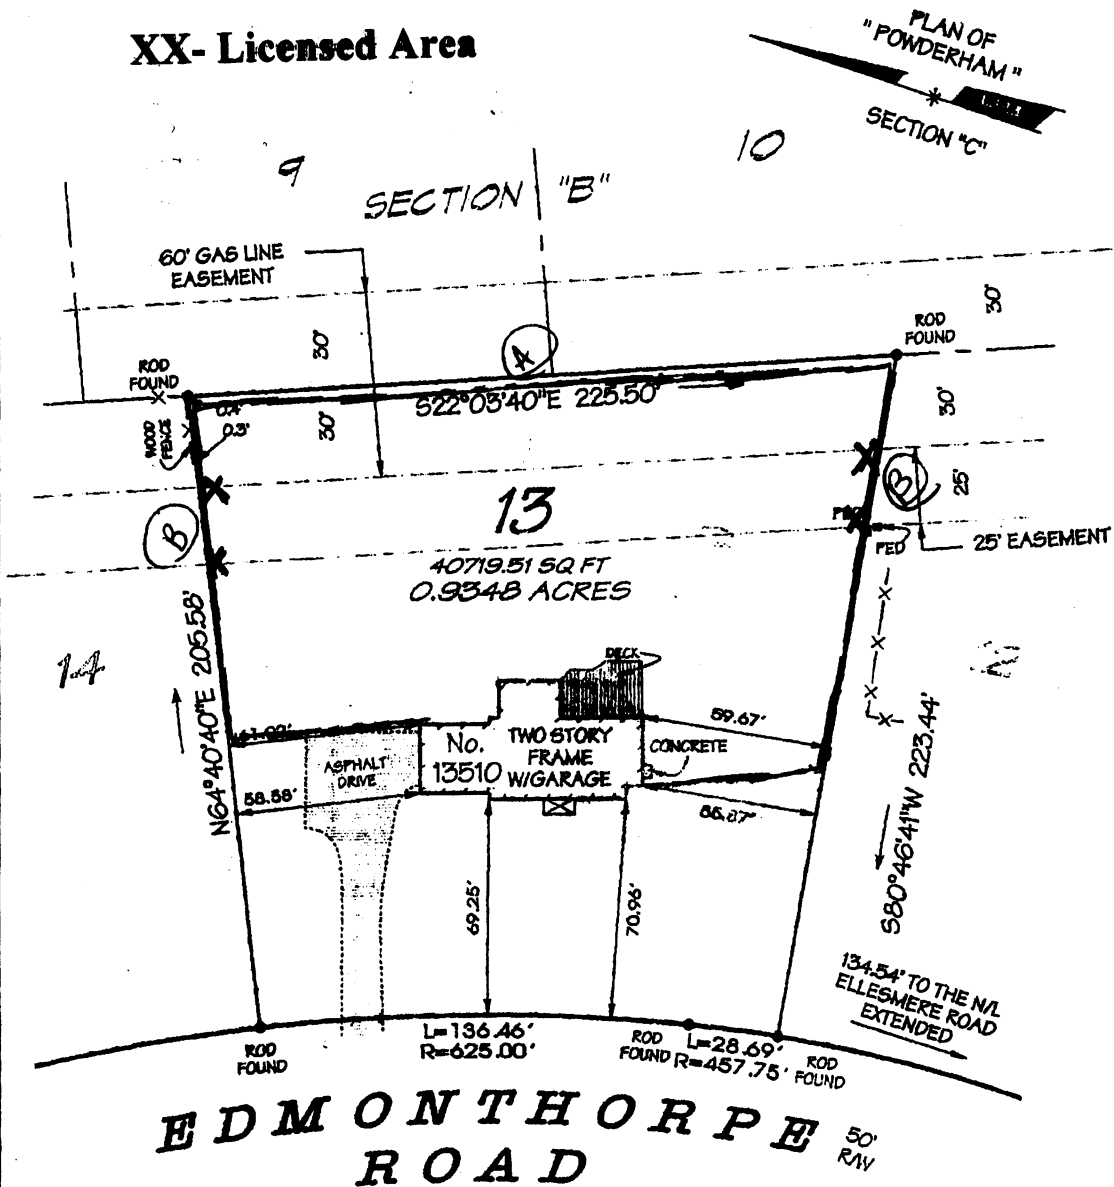 XX- Licensed Area
PLAN OF
"POWDERHAM"
SECTION "C"
9
10
SECTION "B"
60' GAS LINE
EASEMENT
30'
30'
ROD
FOUND
A
ROD
FOUND
S22°03'40"E 225.50'
0.4'
0.3'
WOOD
FENCE
30'
30'
B
13
B
25'
25' EASEMENT
PED
40719.51 SQ FT
0.9348 ACRES
14
N64°40'40"E 205.58'
DECK
59.67'
No.
13510
TWO STORY
FRAME
W/GARAGE
CONCRETE
ASPHALT
DRIVE
58.58'
69.25'
70.96'
S80°46'41"W 223.44'
134.54' TO THE N/L
ELLESMERE ROAD
EXTENDED
ROD
FOUND
L=136.46'
R=625.00'
ROD
FOUND
L=28.69'
R=457.75'
ROD
FOUND
EDMONTHORPE
ROAD
50'
R/W